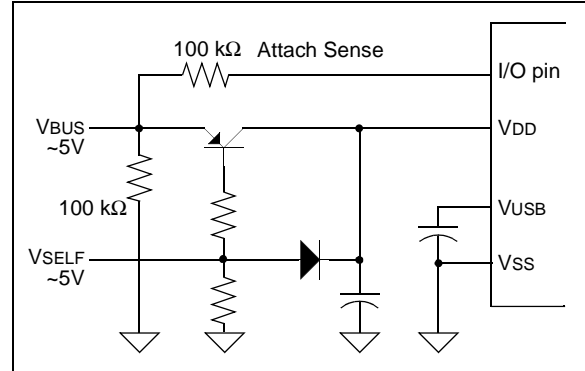 100 kΩ Attach Sense
I/O pin
VBUS
~5V
VDD
100 kΩ
VUSB
VSELF
~5V
VSS